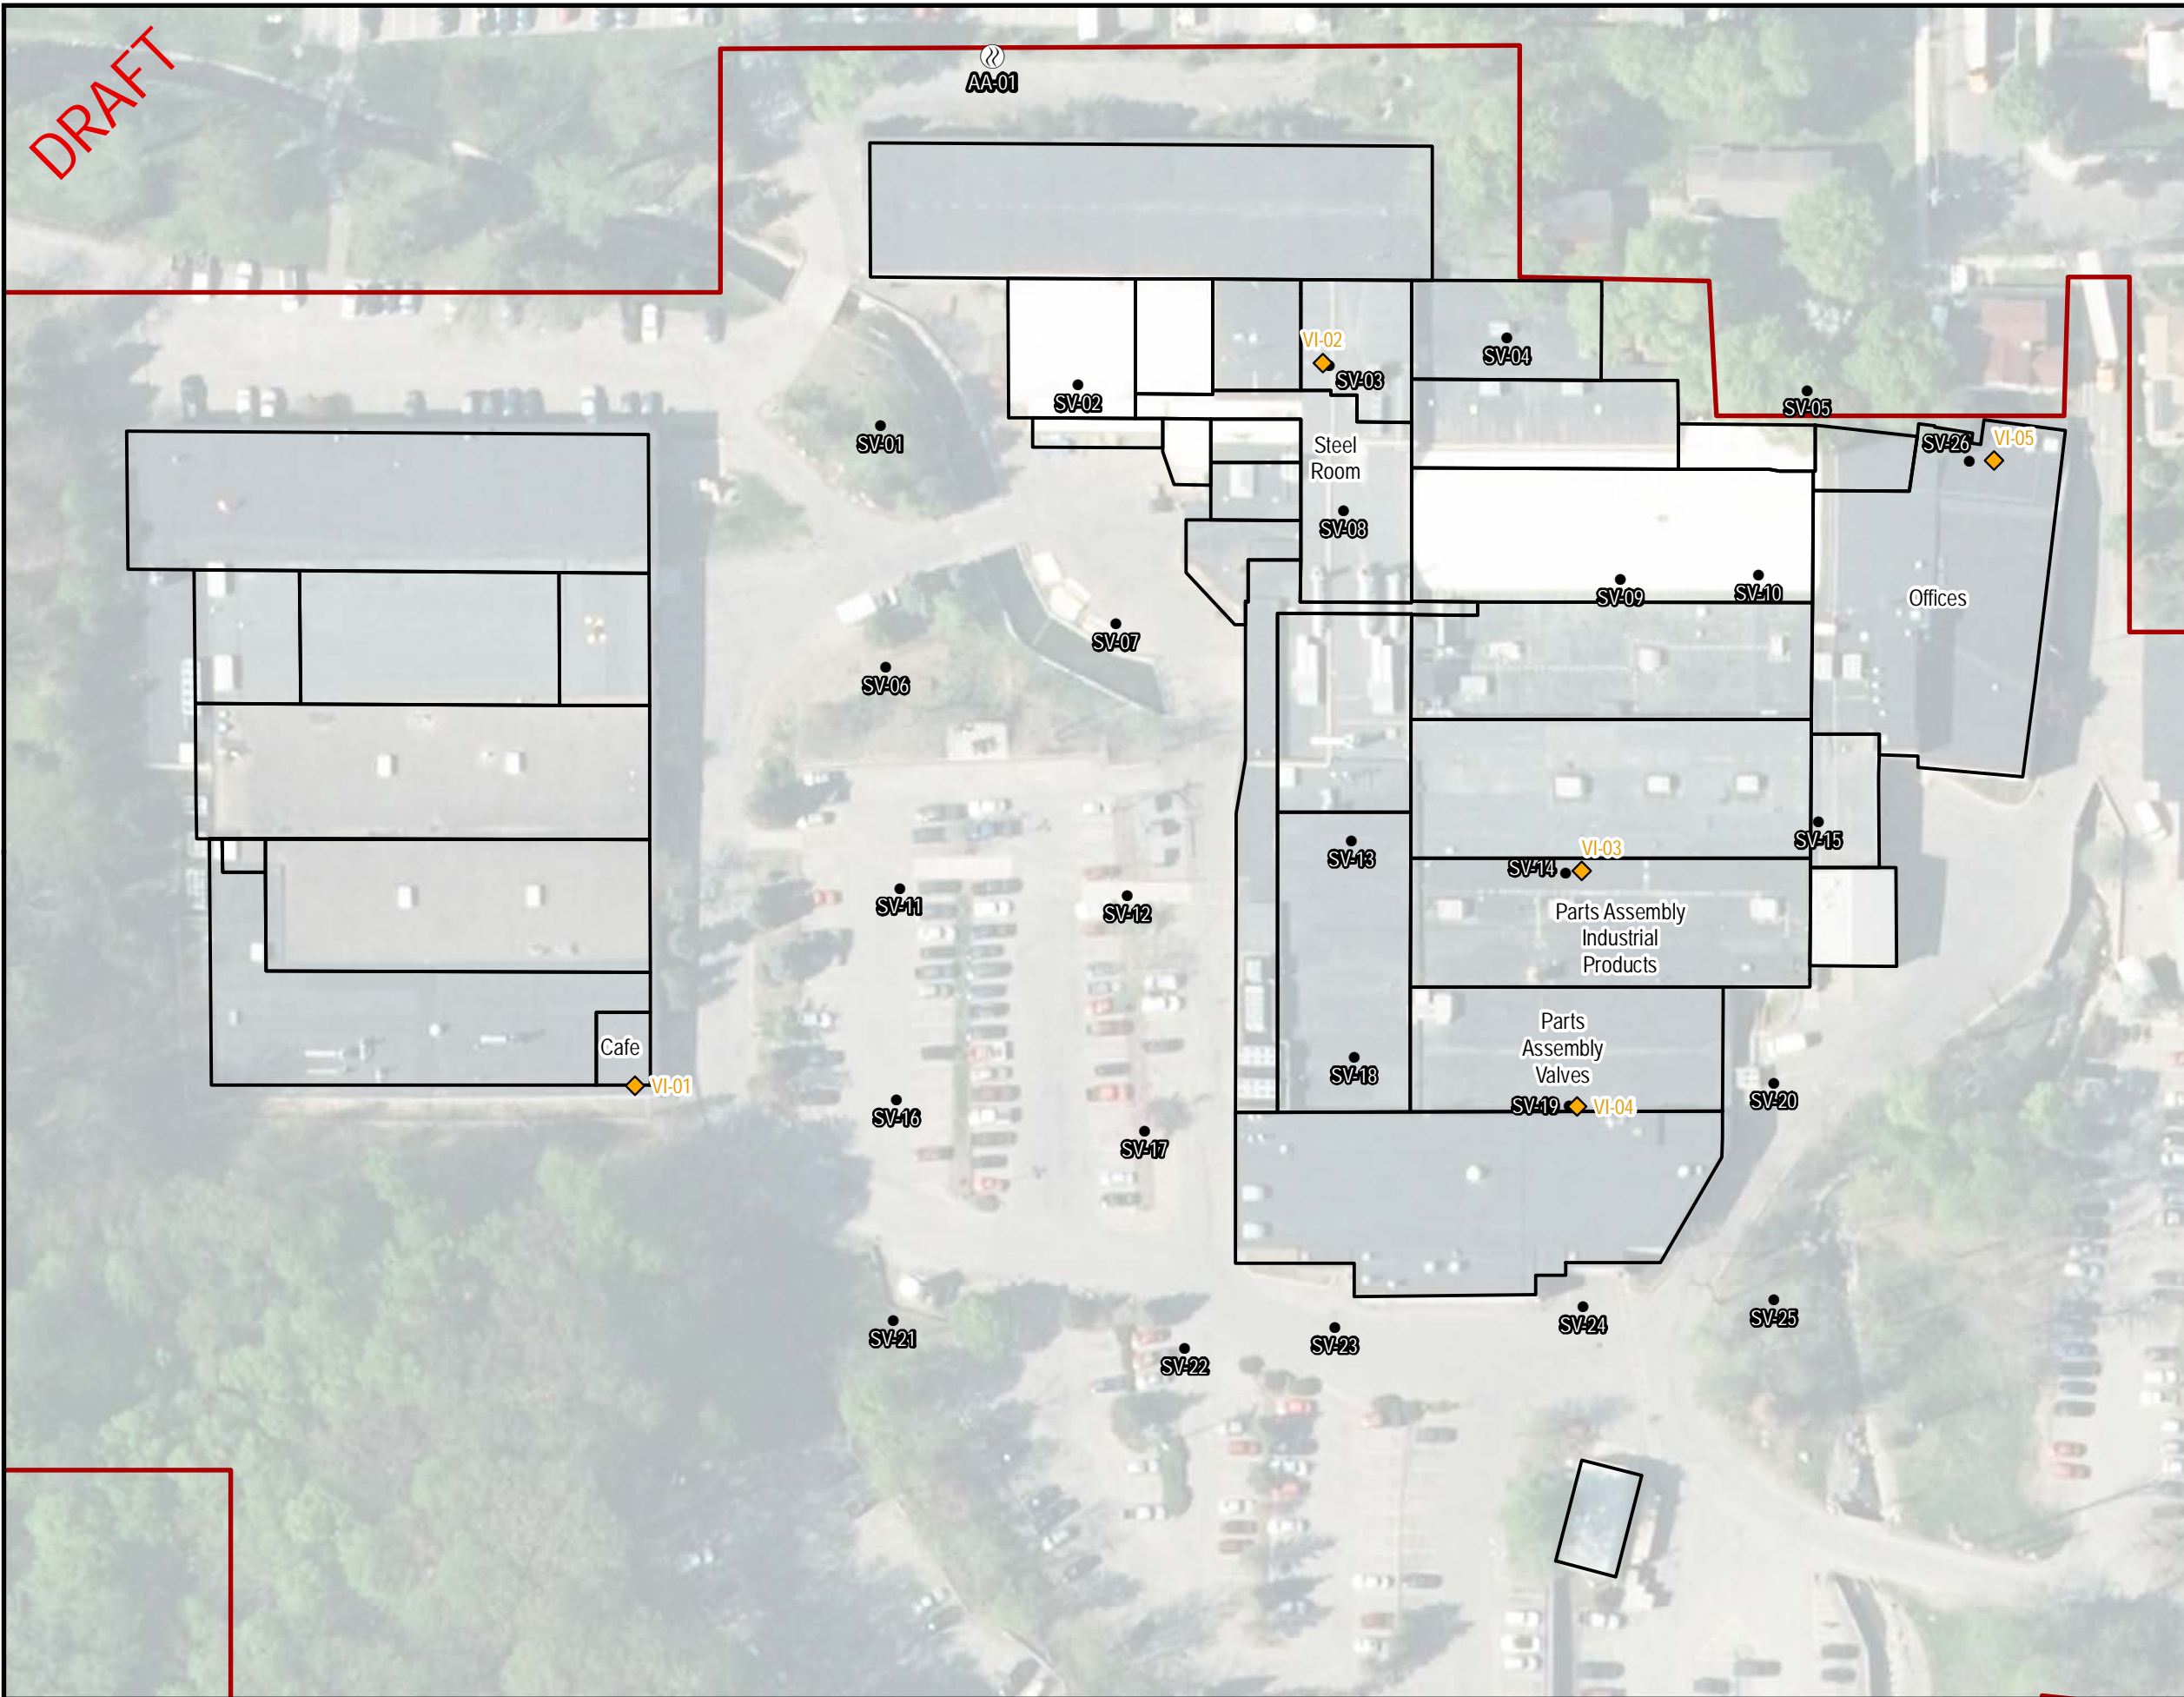 DRAFT
AA-01
VI-02
SV-04
SV-03
SV-02
SV-05
SV-01
Steel
Room
SV-26
VI-05
SV-08
SV-09
SV-10
Offices
SV-07
SV-06
SV-13
VI-03
SV-14
SV-15
SV-11
SV-12
Parts Assembly
Industrial
Products
Parts
Assembly
Valves
Cafe
VI-01
SV-18
SV-16
SV-19
VI-04
SV-20
SV-17
SV-21
SV-22
SV-23
SV-24
SV-25